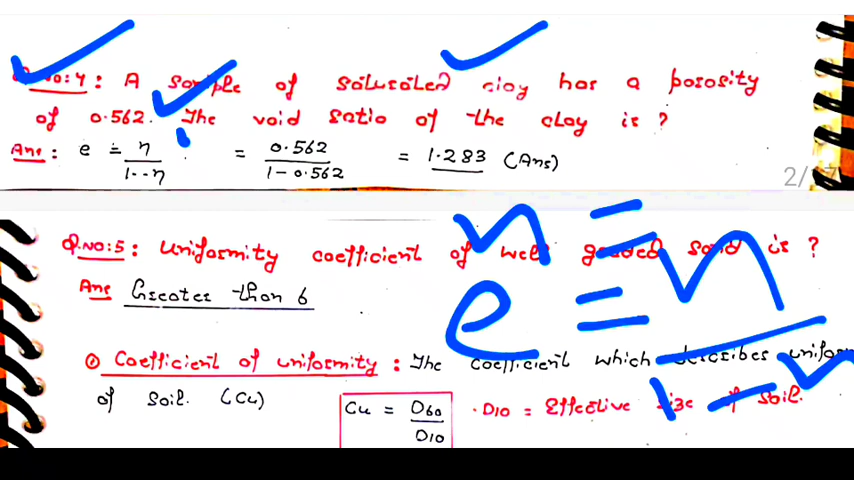 Q.NO:4: A sample of saturated clay has a porosity
of 0.562. The void ratio of the clay is ?
Ans: e = η/1-η = 0.562/1-0.562 = 1.283 (Ans)
2/
n =
Q.NO:5: Uniformity coefficient of well graded sand is ?
Ans Greater than 6
e = n/1-n
① Coefficient of uniformity: The coefficient which describes
of soil. (Cu)
Cu = D60/D10
D10 = Effective size of soil.